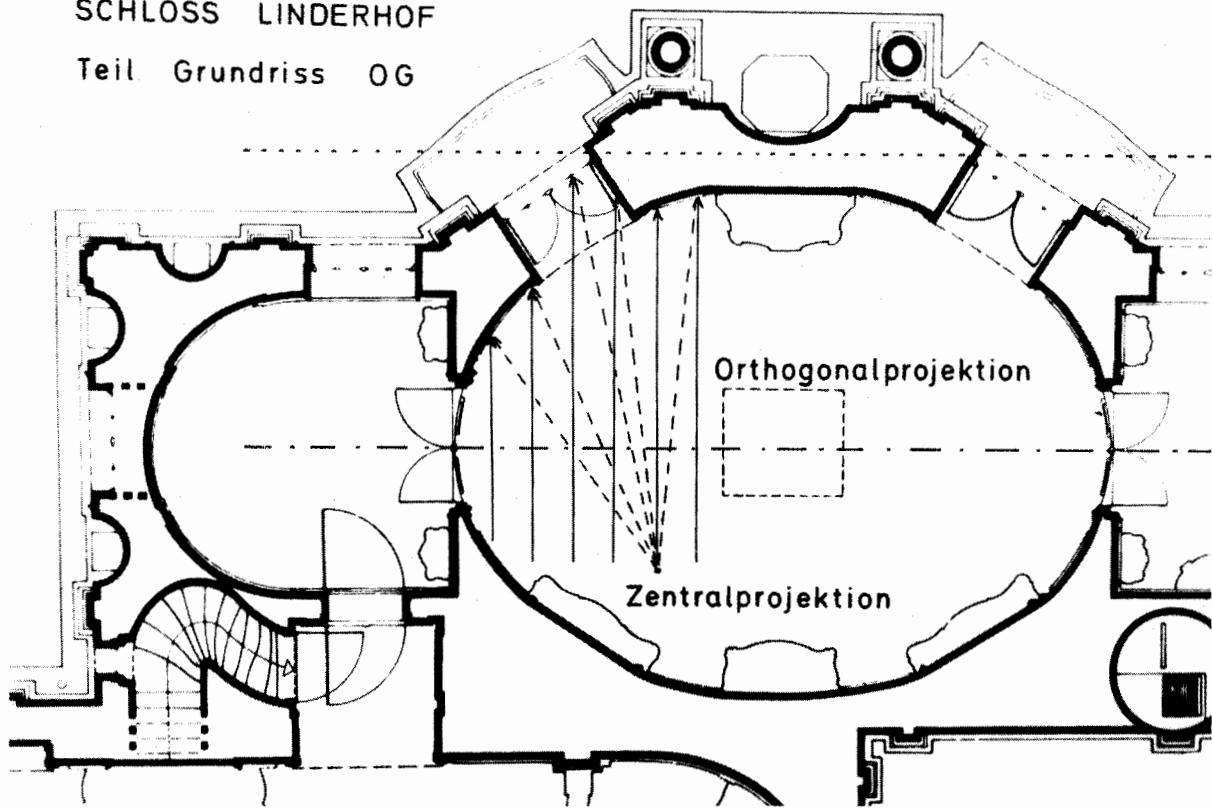 SCHLOSS LINDERHOF
Teil Grundriss OG
Orthogonalprojektion
Zentralprojektion